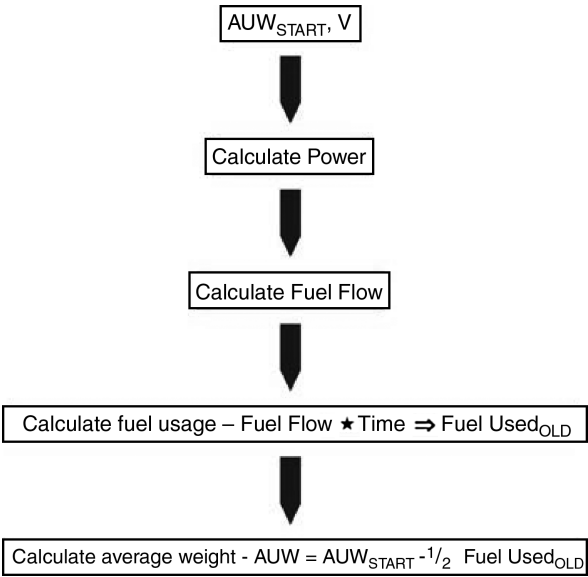 AUWSTART, V
Calculate Power
Calculate Fuel Flow
Calculate fuel usage – Fuel Flow ★ Time ⇒ Fuel UsedOLD
Calculate average weight - AUW = AUWSTART -1/2 Fuel UsedOLD